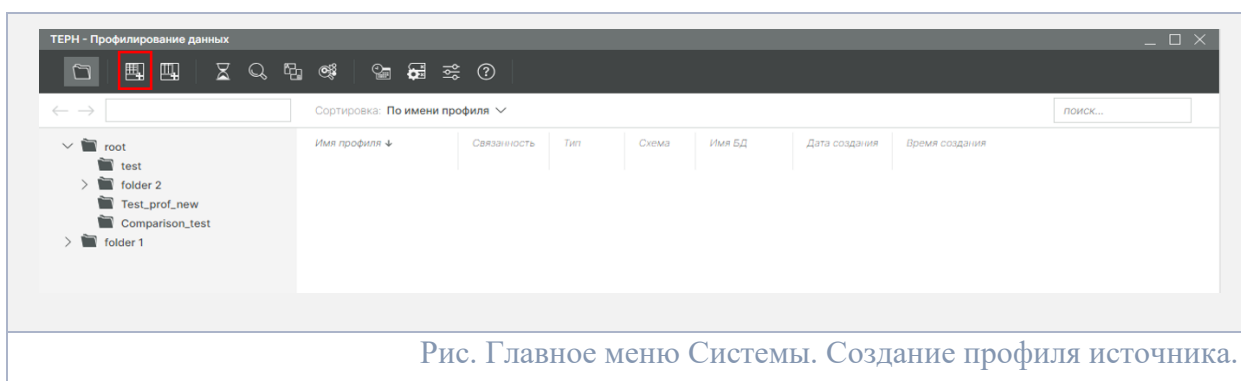 ТЕРН - Профилирование данных
Сортировка: По имени профиля
поиск...
Имя профиля Связанность Тип Схема Имя БД Дата создания Время создания
root
test
folder 2
Test_prof_new
Comparison_test
folder 1
Рис. Главное меню Системы. Создание профиля источника.